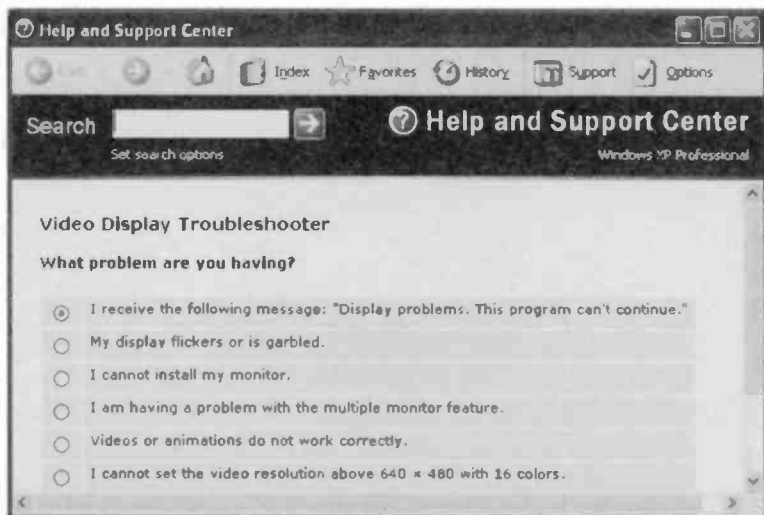 Help and Support Center
Index Favorites History Support Options
Search
Help and Support Center
Set search options
Windows XP Professional
Video Display Troubleshooter
What problem are you having?
I receive the following message: "Display problems. This program can't continue."
My display flickers or is garbled.
I cannot install my monitor.
I am having a problem with the multiple monitor feature.
Videos or animations do not work correctly.
I cannot set the video resolution above 640 × 480 with 16 colors.